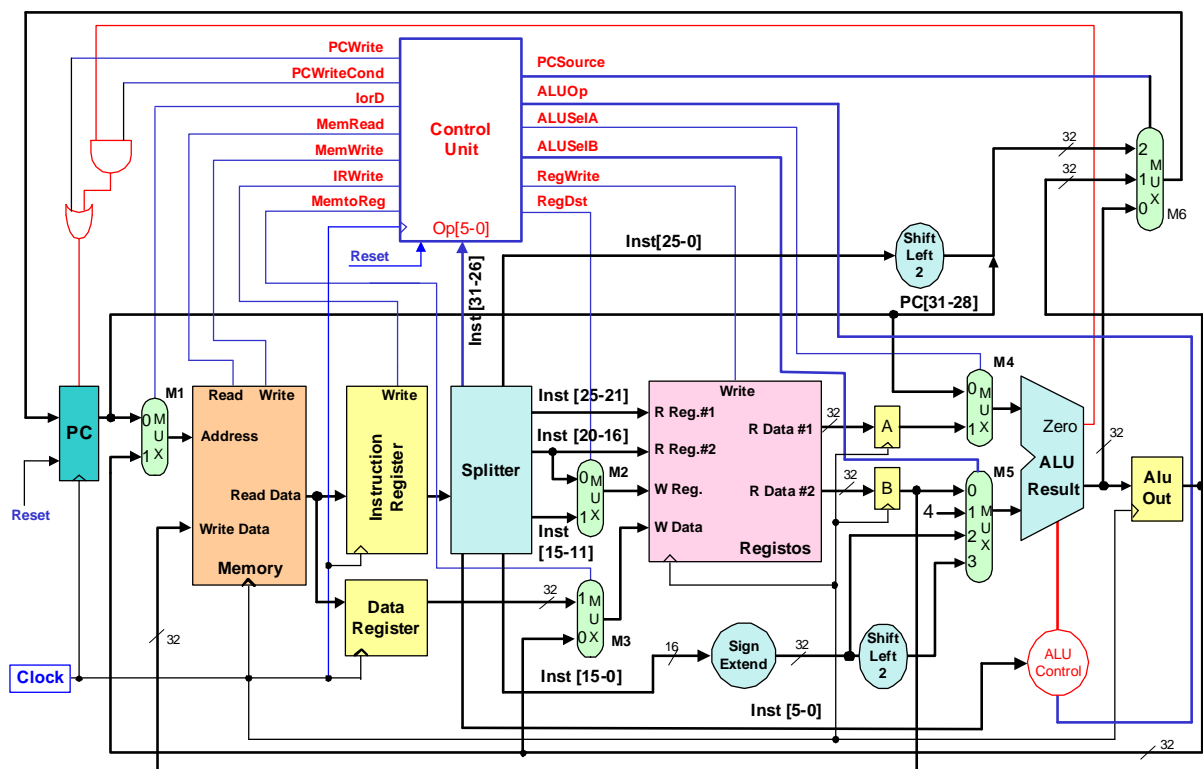 PCWrite
PCWriteCond
IorD
MemRead
MemWrite
IRWrite
MemtoReg
Control
Unit
Op[5-0]
PCSource
ALUOp
ALUSelA
ALUSelB
RegWrite
RegDst
Reset
Inst [31-26]
Inst[25-0]
Shift
Left
2
PC[31-28]
32
32
2
1
0
M
U
X
M6
PC
Reset
M1
0
1
M
U
X
Read
Write
Address
Read Data
Write Data
Memory
32
Write
Instruction
Register
Data
Register
Splitter
Inst [25-21]
Inst [20-16]
Inst
[15-11]
M2
0
1
M
U
X
32
1
0
M
U
X
M3
Write
R Reg.#1
R Reg.#2
W Reg.
W Data
R Data #1
R Data #2
Registos
32
32
A
B
M4
0
1
M
U
X
M5
0
1
2
3
4
M
U
X
Zero
ALU
Result
32
Alu
Out
Clock
Inst [15-0]
16
Sign
Extend
32
Shift
Left
2
ALU
Control
Inst [5-0]
32